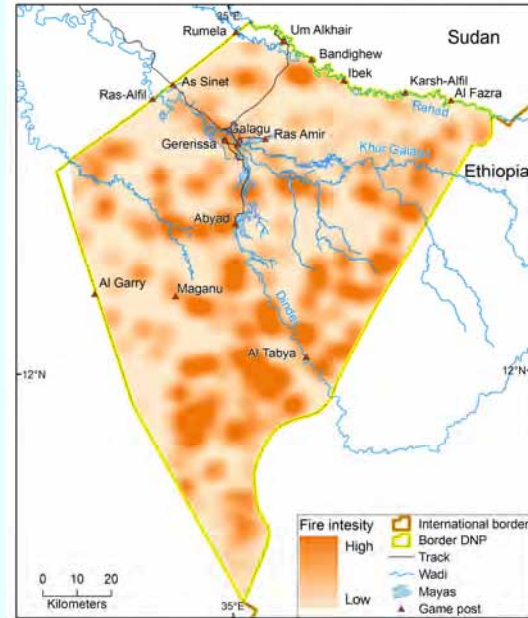 35°E
Rumela
Um Alkhair
Sudan
Bandighew
Ibek
As Sinet
Karsh-Alfil
Ras-Alfil
Al Fazra
Rahad
Galagu
Ras Amir
Gererissa
Khur Galagu
Ethiopia
Abyad
Al Garry
Maganu
Dinder
Al Tabya
12°N
12°N
Fire intesity
High
Low
International border
Border DNP
Track
Wadi
Mayas
Game post
0 10 20
Kilometers
35°E